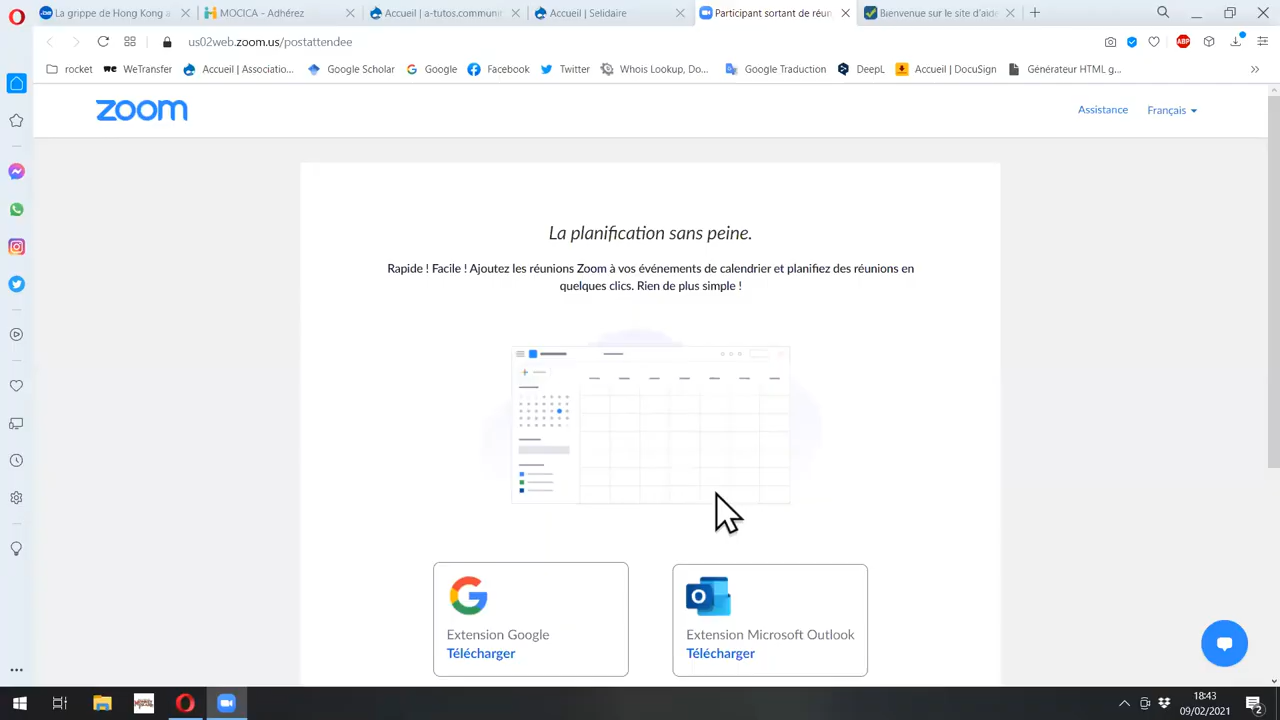 La grippe de Hong Kong a
MOCICA - Adhérez
Accueil | a-tutos.commun
Accueil | Selidaire
Participant sortant de réun
Bienvenue sur le site d'aide
us02web.zoom.us/postattendee
ABP
rocket
WeTransfer
Accueil | Associatio...
Google Scholar
Google
Facebook
Twitter
Whois Lookup, Do...
Google Traduction
DeepL
Accueil | DocuSign
Générateur HTML g...
zoom
Assistance
Français
La planification sans peine.
Rapide ! Facile ! Ajoutez les réunions Zoom à vos événements de calendrier et planifiez des réunions en
quelques clics. Rien de plus simple !
Extension Google
Télécharger
Extension Microsoft Outlook
Télécharger
18:43
09/02/2021
2